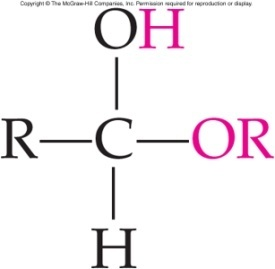 Copyright © The McGraw-Hill Companies, Inc. Permission required for reproduction or display.
OH
R C OR
H